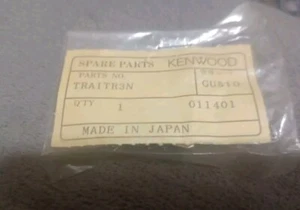 SPARE PARTS KENWOOD
PARTS NO
TRA1TR3N
QTY 1 011401
MADE IN JAPAN